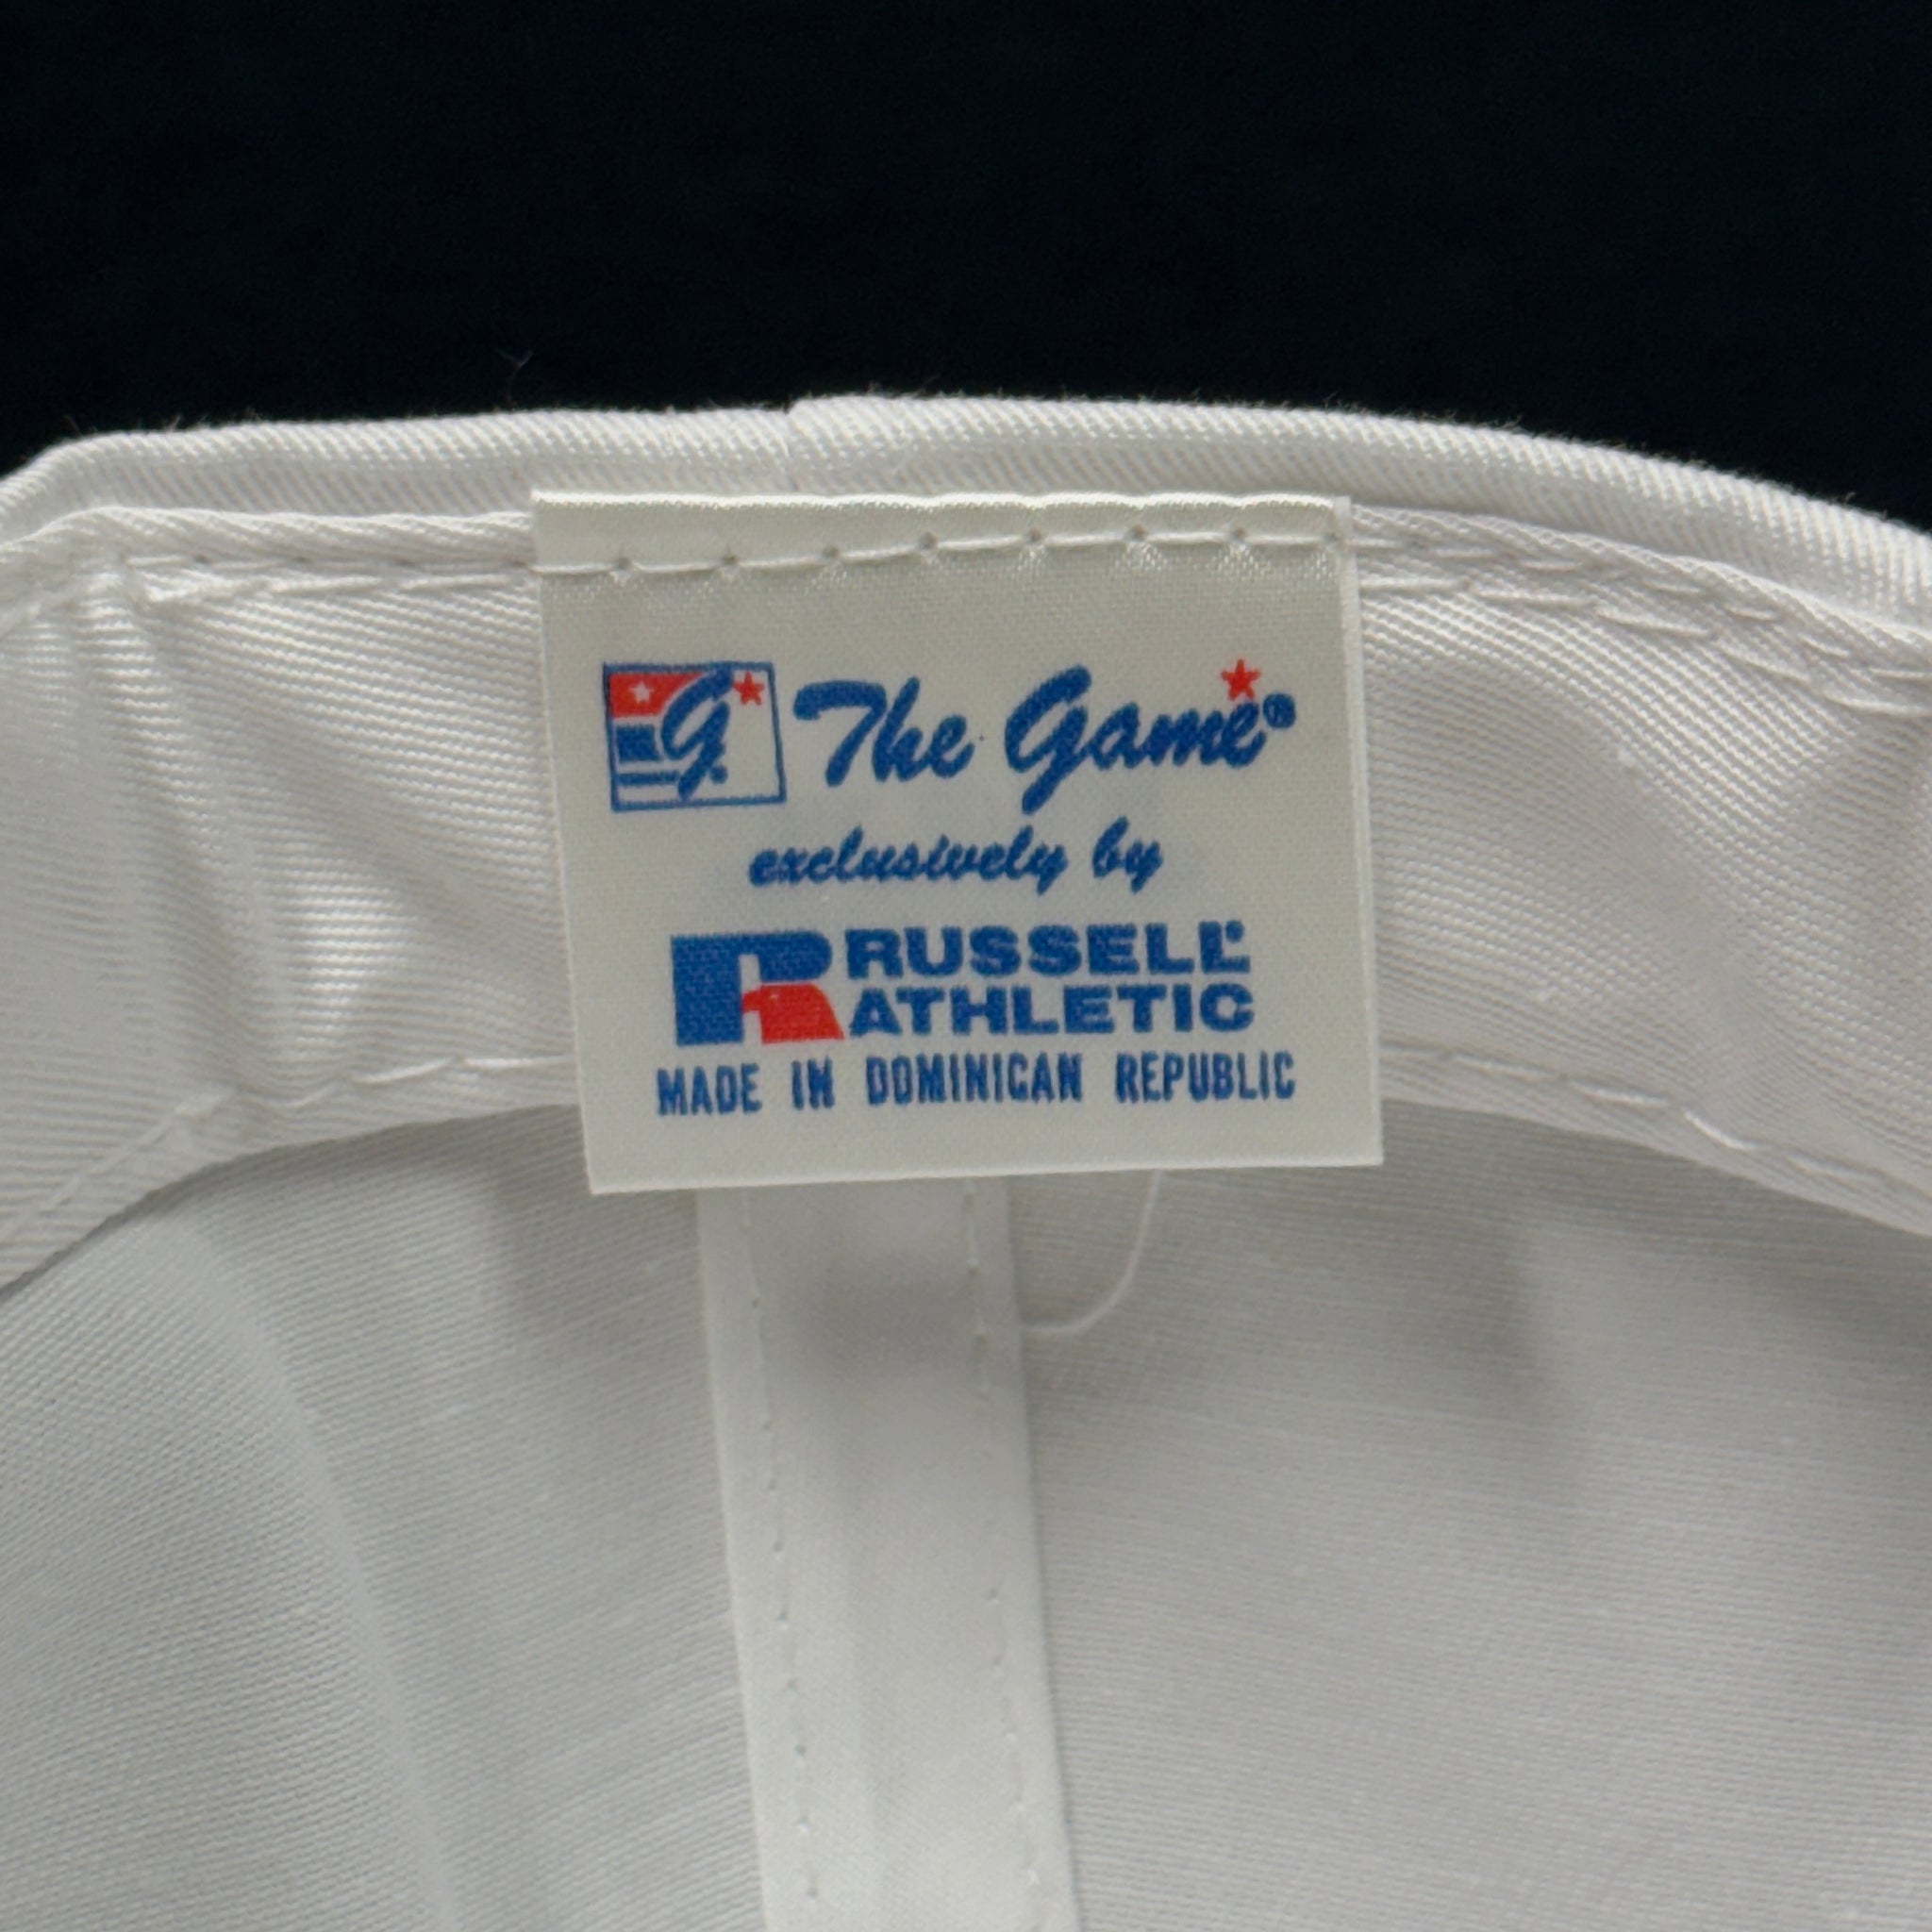 G The Game®
exclusively by
R RUSSELL
ATHLETIC
MADE IN DOMINICAN REPUBLIC